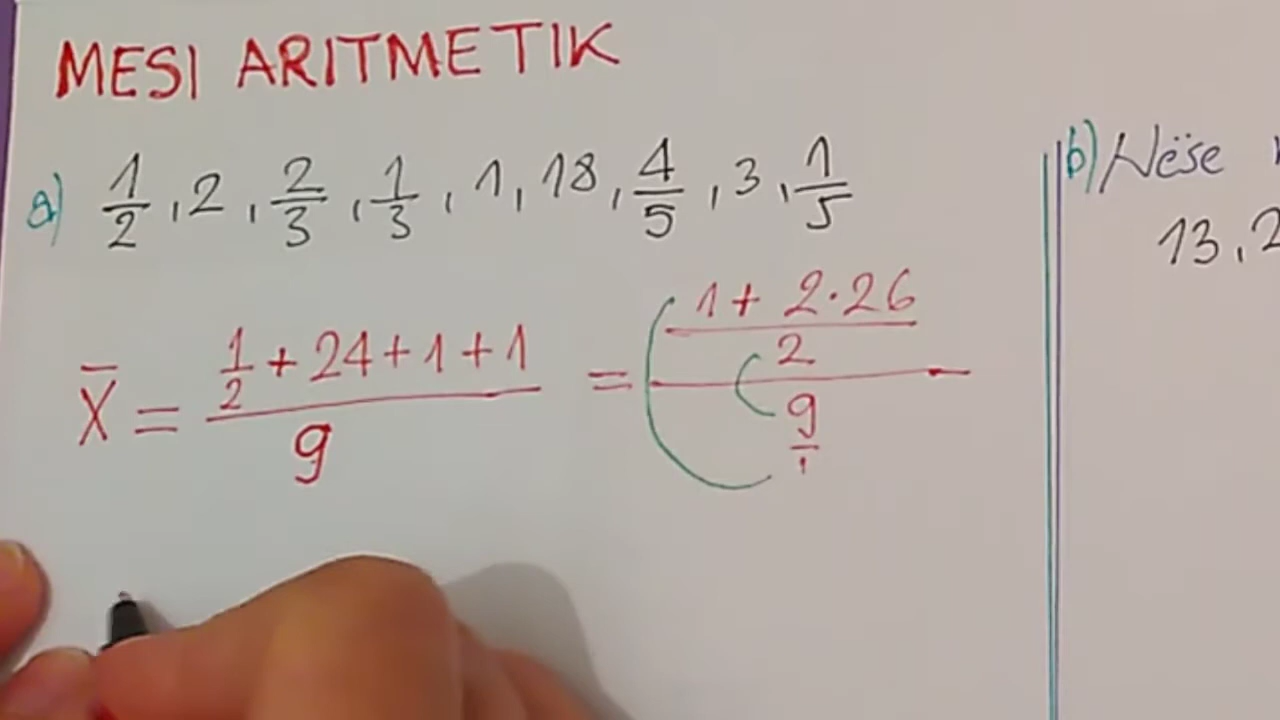 MESI ARITMETIK
a) 1/2, 2, 2/3, 1/3, 1, 18, 4/5, 3, 1/5
b) Nëse
13, 2
X̄ = (1/2 + 24 + 1 + 1)/9 = ((1 + 2·26)/2)/(9/1)